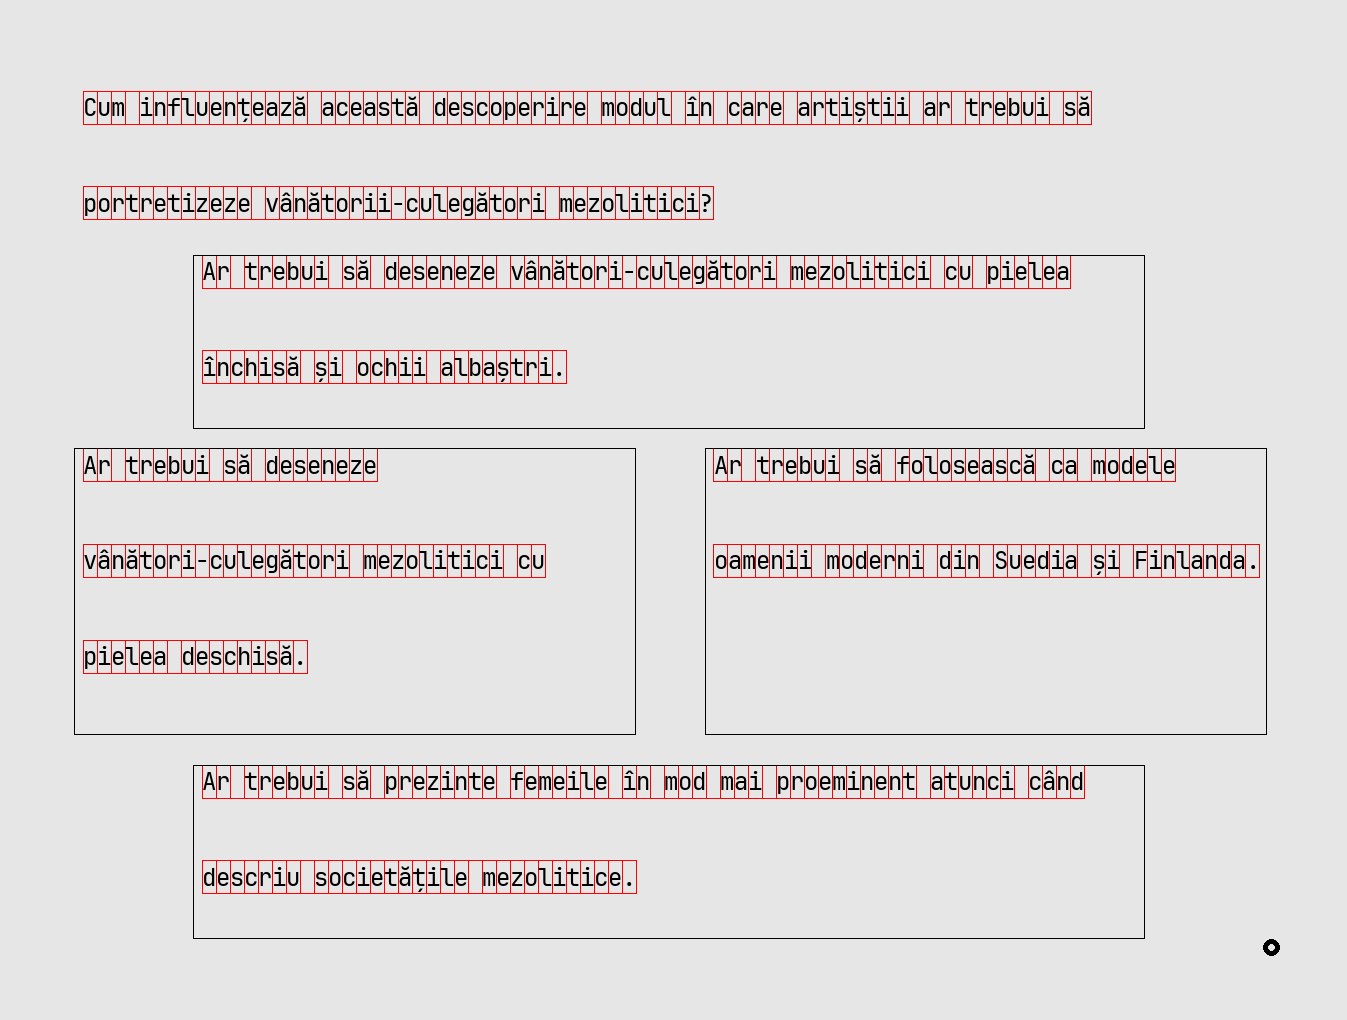 Cum influențează această descoperire modul în care artiștii ar trebui să
portretizeze vânătorii-culegători mezolitici?
Ar trebui să deseneze vânători-culegători mezolitici cu pielea
închisă și ochii albaștri.
Ar trebui să deseneze
vânători-culegători mezolitici cu
pielea deschisă.
Ar trebui să folosească ca modele
oamenii moderni din Suedia și Finlanda.
Ar trebui să prezinte femeile în mod mai proeminent atunci când
descriu societățile mezolitice.